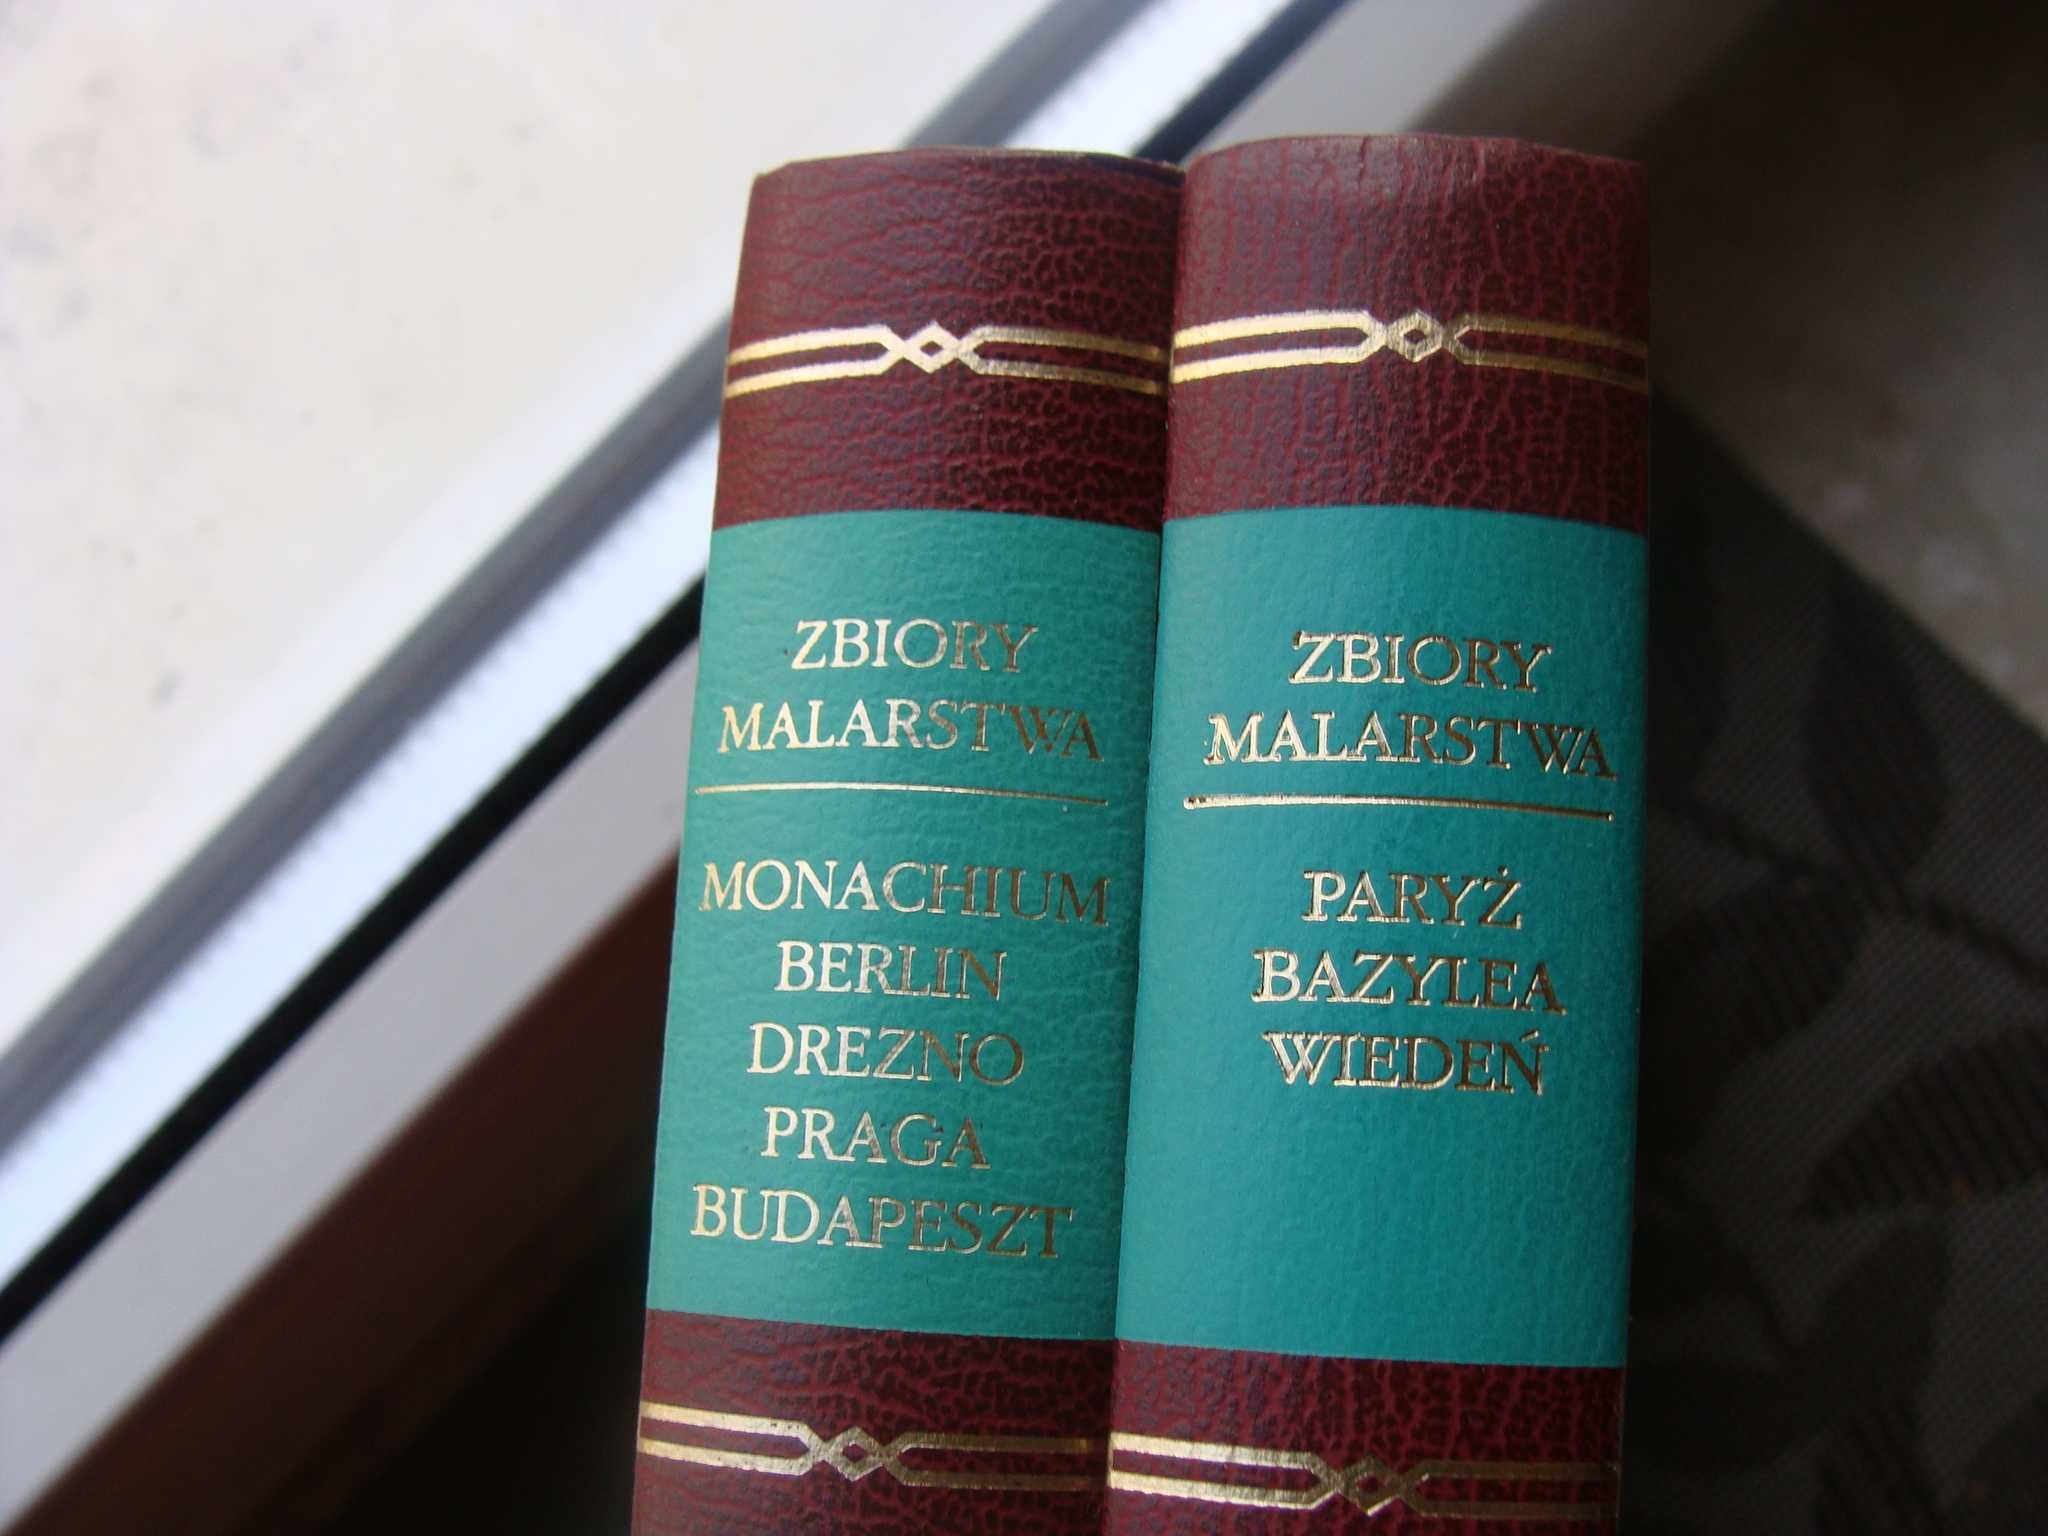 ZBIORY
MALARSTWA
MONACHIUM
BERLIN
DREZNO
PRAGA
BUDAPESZT
ZBIORY
MALARSTWA
PARYŻ
BAZYLEA
WIEDEŃ